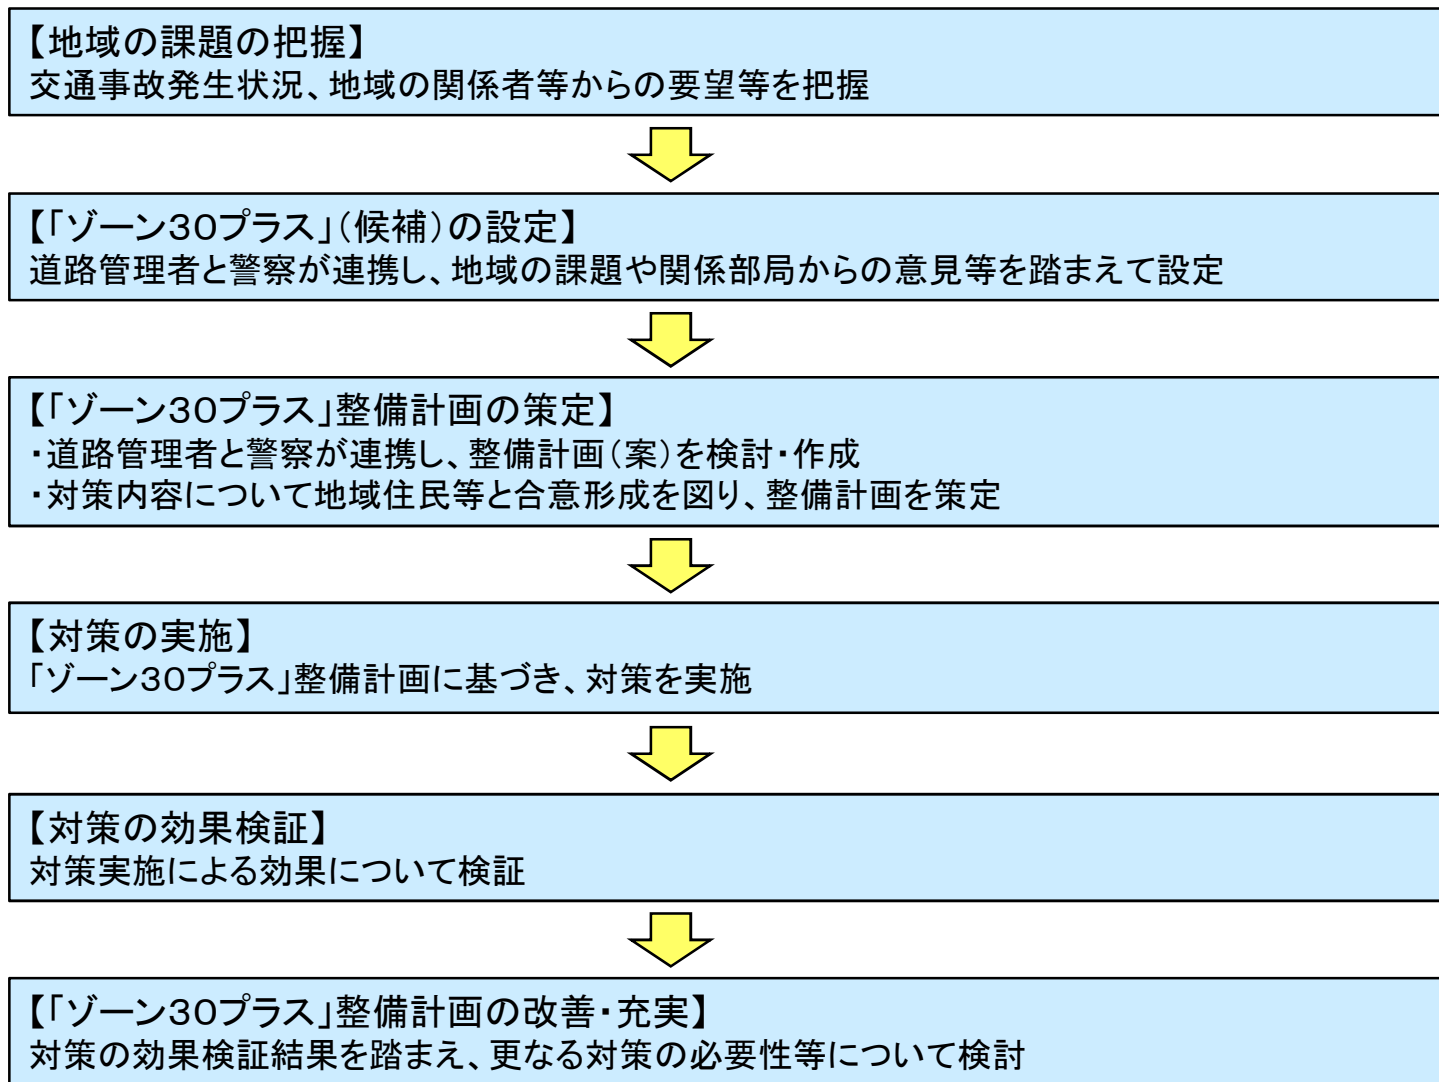 【地域の課題の把握】
交通事故発生状況、地域の関係者等からの要望等を把握
【「ゾーン３０プラス」（候補）の設定】
道路管理者と警察が連携し、地域の課題や関係部局からの意見等を踏まえて設定
【「ゾーン３０プラス」整備計画の策定】
・道路管理者と警察が連携し、整備計画（案）を検討・作成
・対策内容について地域住民等と合意形成を図り、整備計画を策定
【対策の実施】
「ゾーン３０プラス」整備計画に基づき、対策を実施
【対策の効果検証】
対策実施による効果について検証
【「ゾーン３０プラス」整備計画の改善・充実】
対策の効果検証結果を踏まえ、更なる対策の必要性等について検討